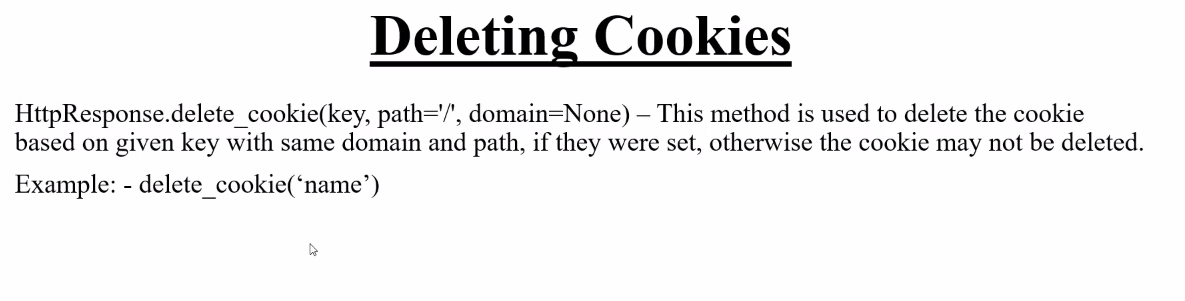 Deleting Cookies
HttpResponse.delete_cookie(key, path='/', domain=None) – This method is used to delete the cookie
based on given key with same domain and path, if they were set, otherwise the cookie may not be deleted.
Example: - delete_cookie(‘name’)